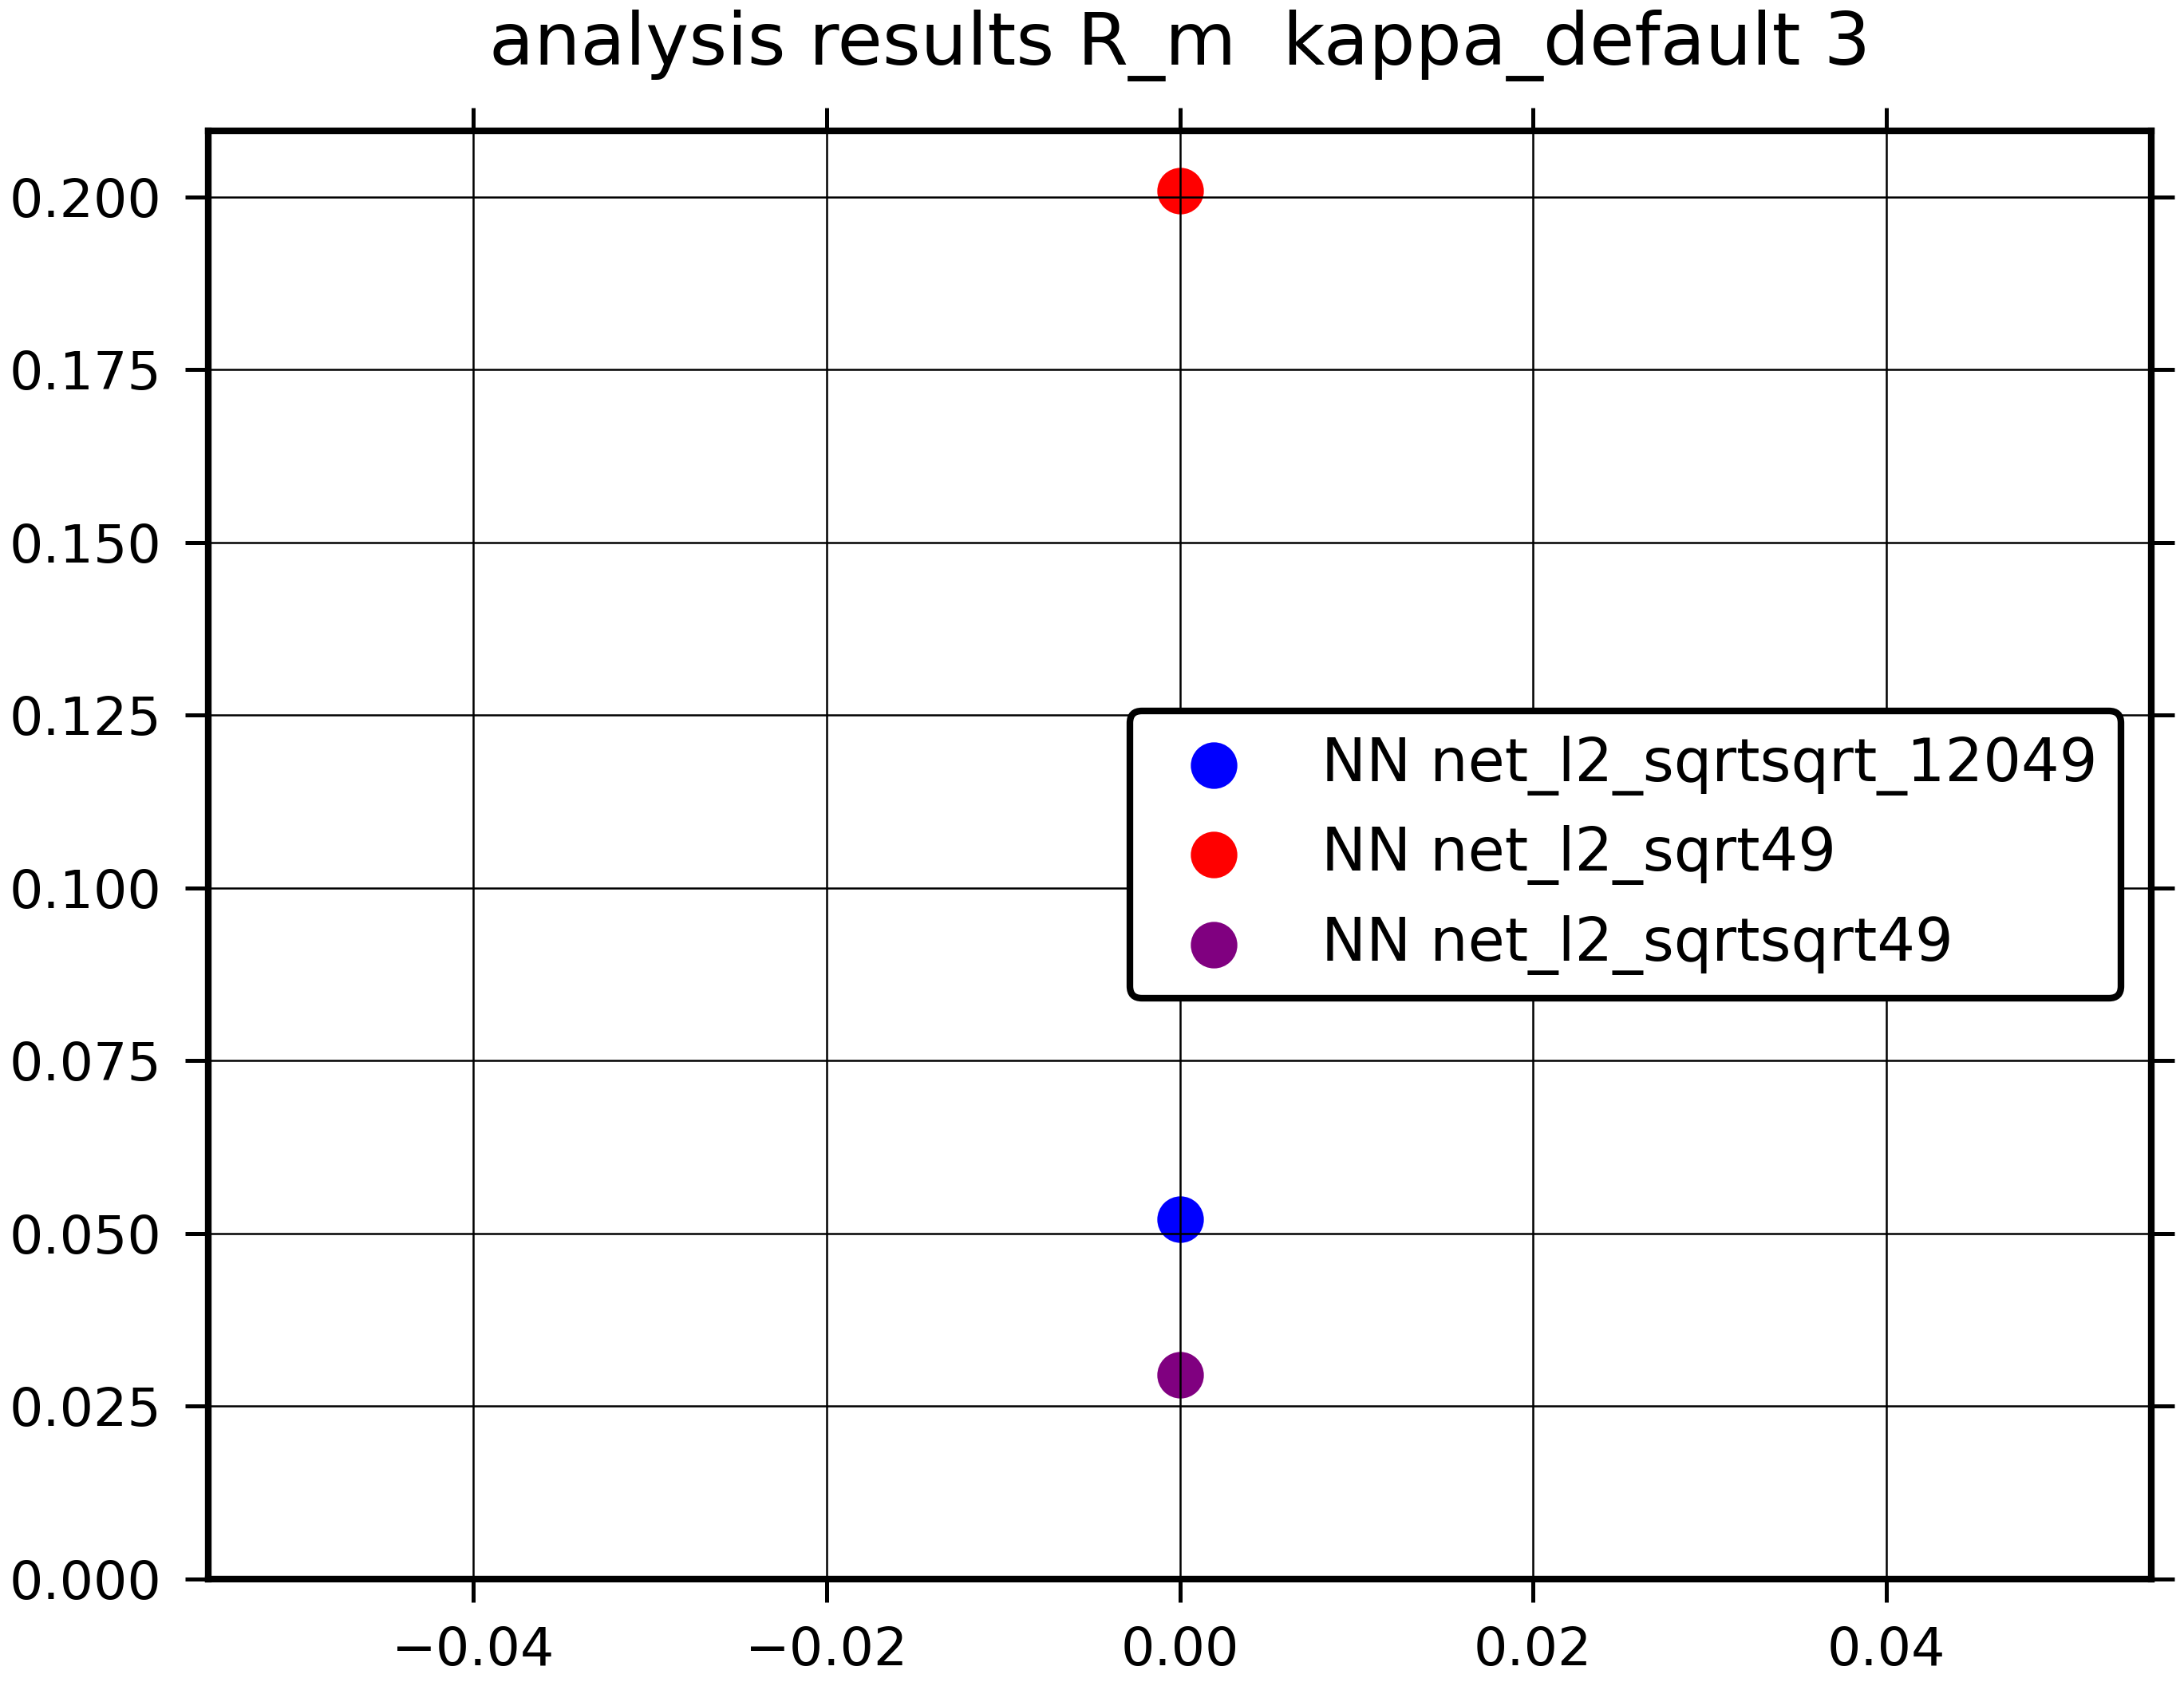 analysis results R_m  kappa_default 3
0.200
0.175
0.150
0.125
0.100
0.075
0.050
0.025
0.000
NN net_l2_sqrtsqrt_12049
NN net_l2_sqrt49
NN net_l2_sqrtsqrt49
−0.04 −0.02 0.00 0.02 0.04